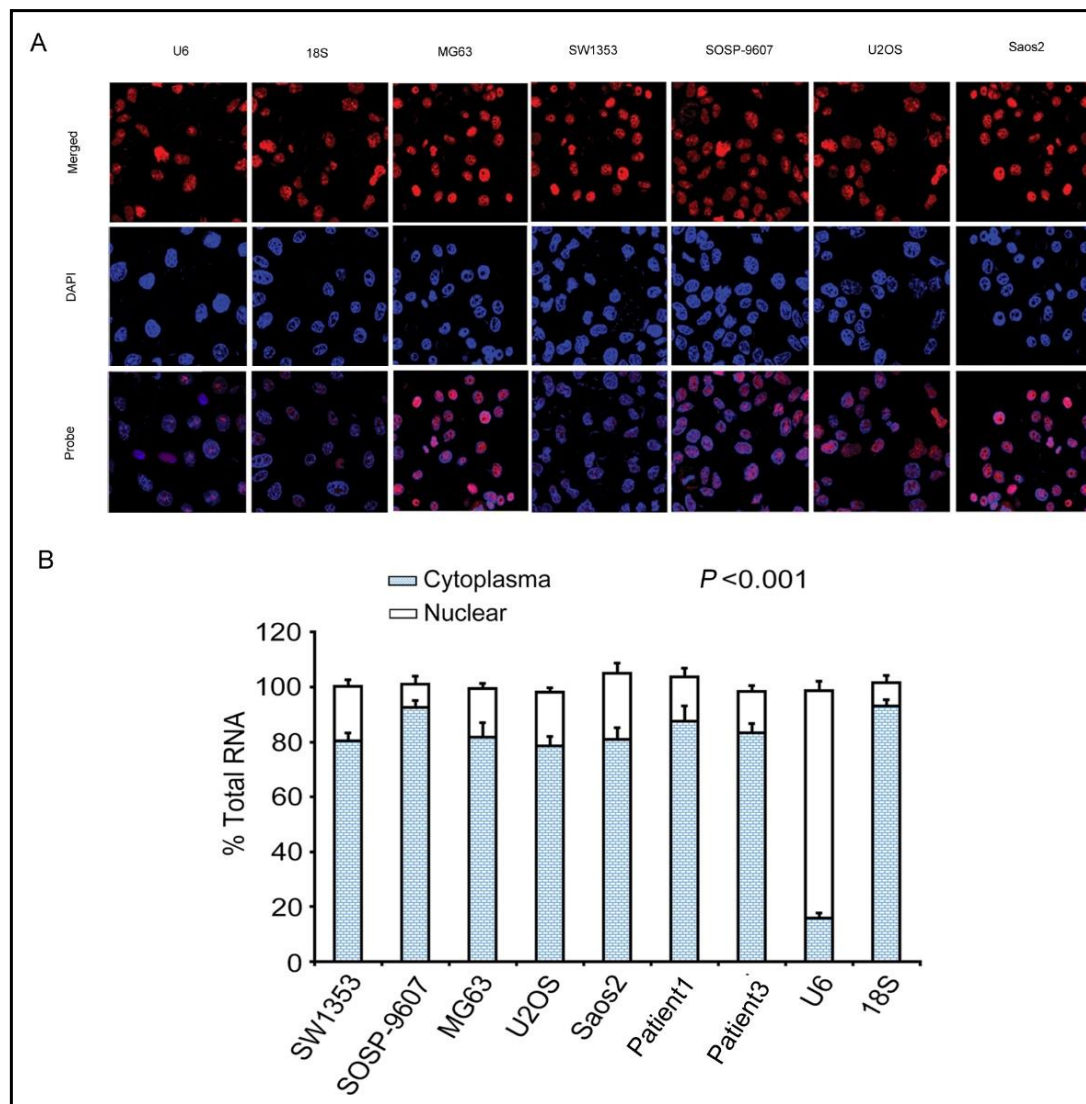 A
U6 18S MG63 SW1353 SOSP-9607 U2OS Saos2
Merged
DAPI
Probe
B
Cytoplasma
Nuclear
P<0.001
% Total RNA
120
100
80
60
40
20
0
SW1353
SOSP-9607
MG63
U2OS
Saos2
Patient1
Patient3
U6
18S